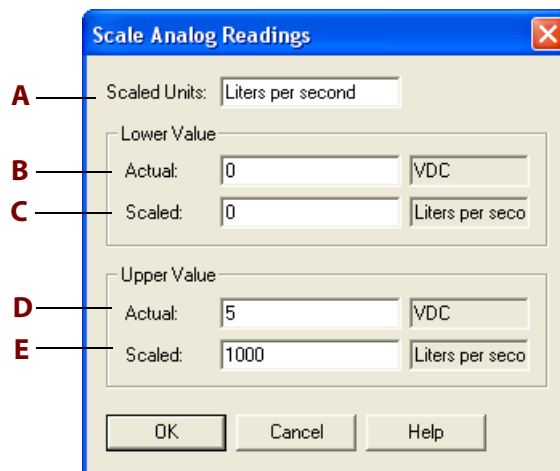 Scale Analog Readings
A Scaled Units: Liters per second
Lower Value
B Actual: 0 VDC
C Scaled: 0 Liters per seco
Upper Value
D Actual: 5 VDC
E Scaled: 1000 Liters per seco
OK Cancel Help